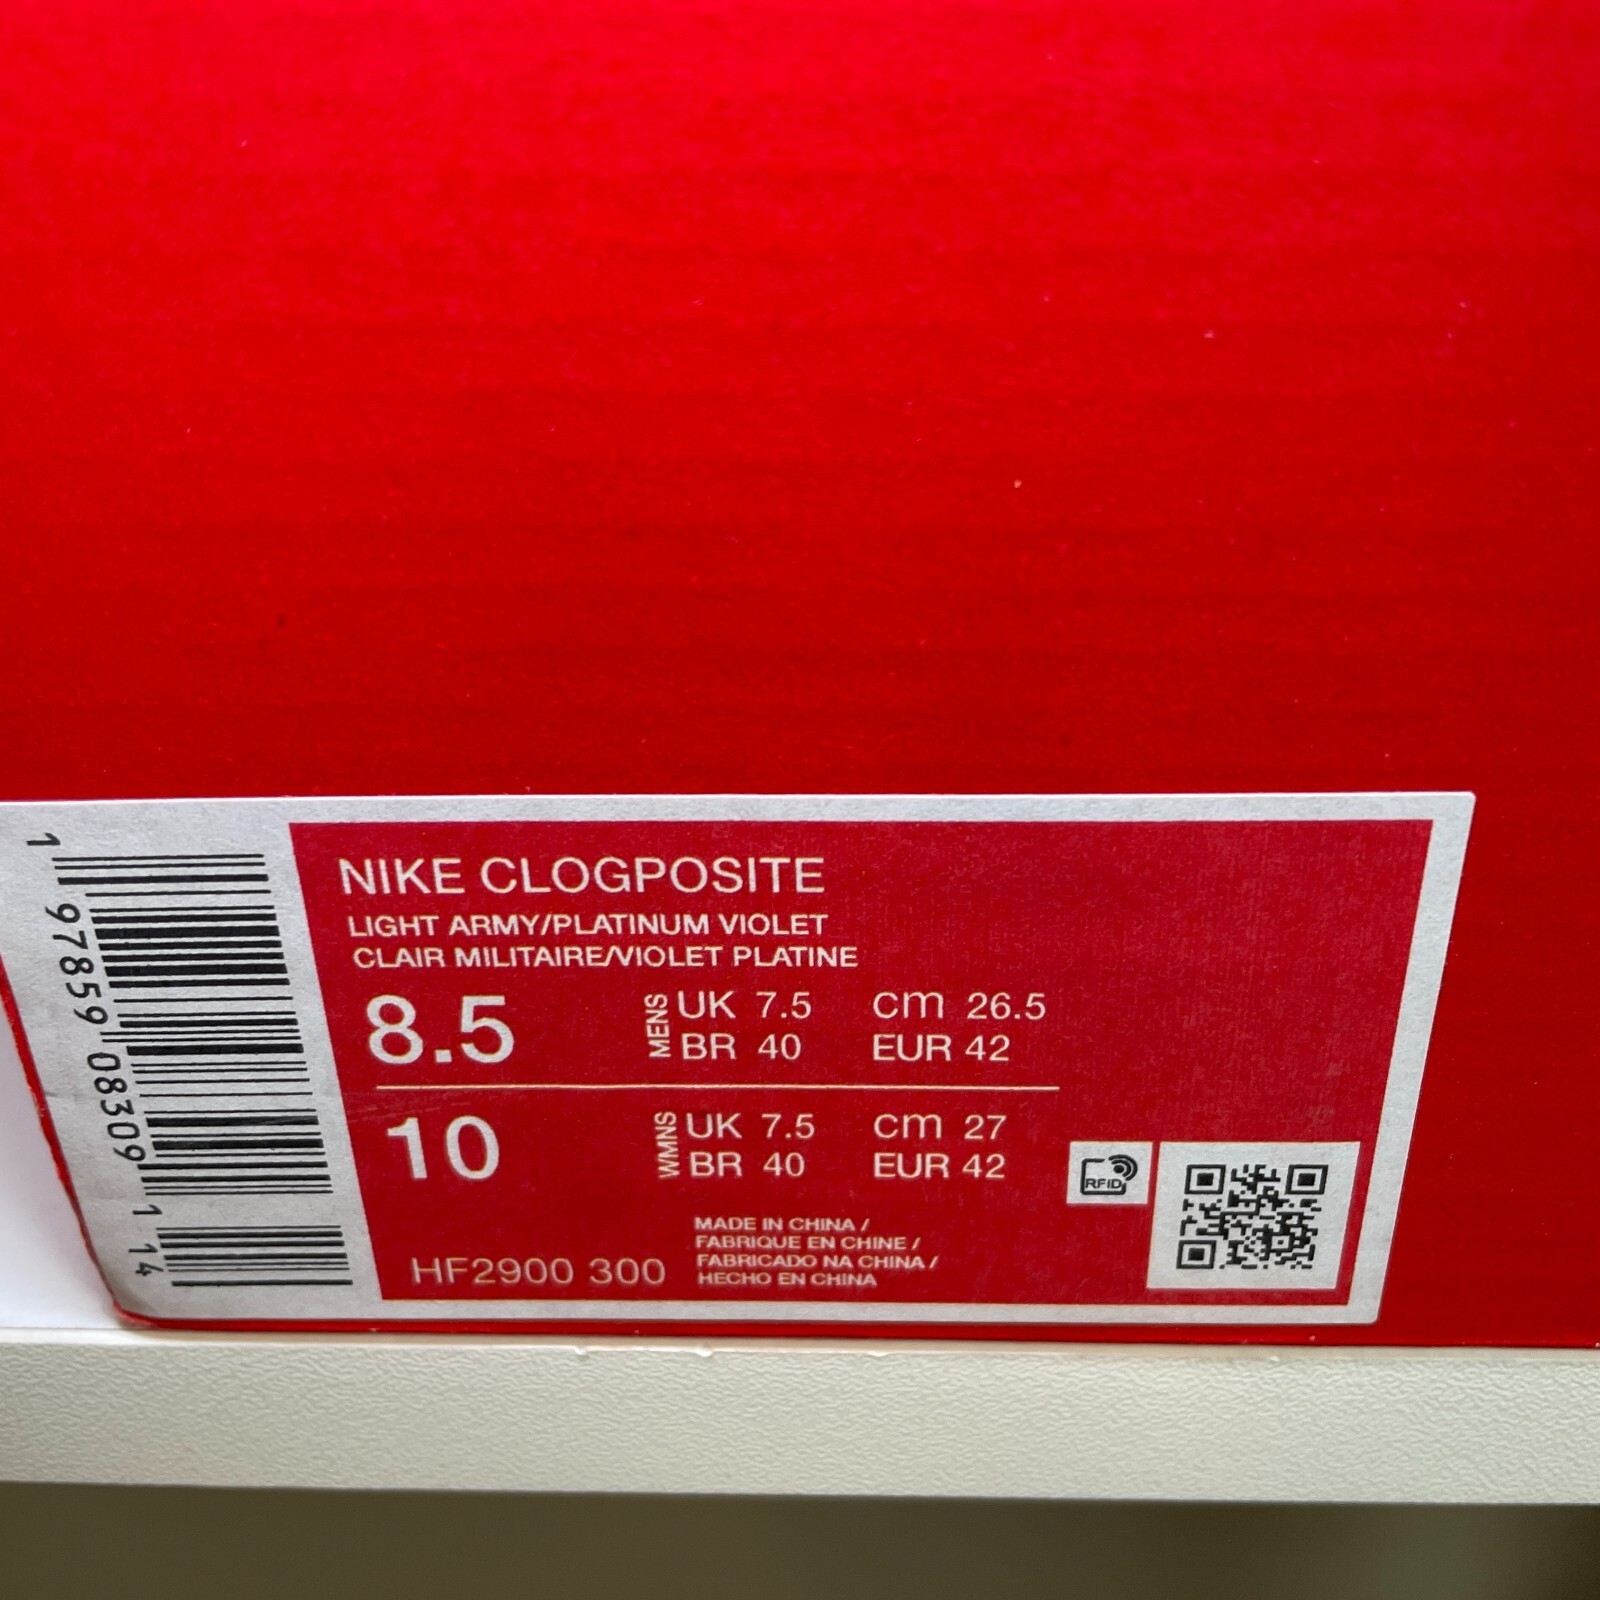 NIKE CLOGPOSITE
LIGHT ARMY/PLATINUM VIOLET
CLAIR MILITAIRE/VIOLET PLATINE
8.5 MENS UK 7.5 cm 26.5
BR 40 EUR 42
10 WMNS UK 7.5 cm 27
BR 40 EUR 42
HF2900 300
MADE IN CHINA /
FABRIQUE EN CHINE /
FABRICADO NA CHINA /
HECHO EN CHINA
RFID
1 97859 08309 1 14